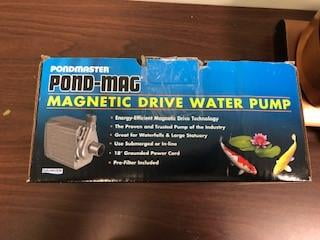 PONDMASTER
POND-MAG
MAGNETIC DRIVE WATER PUMP
• Energy-Efficient Magnetic Drive Technology
• The Proven and Trusted Pump of the Industry
• Great for Waterfalls & Large Statuary
• Use Submerged or In-line
• 18' Grounded Power Cord
• Pre-Filter Included